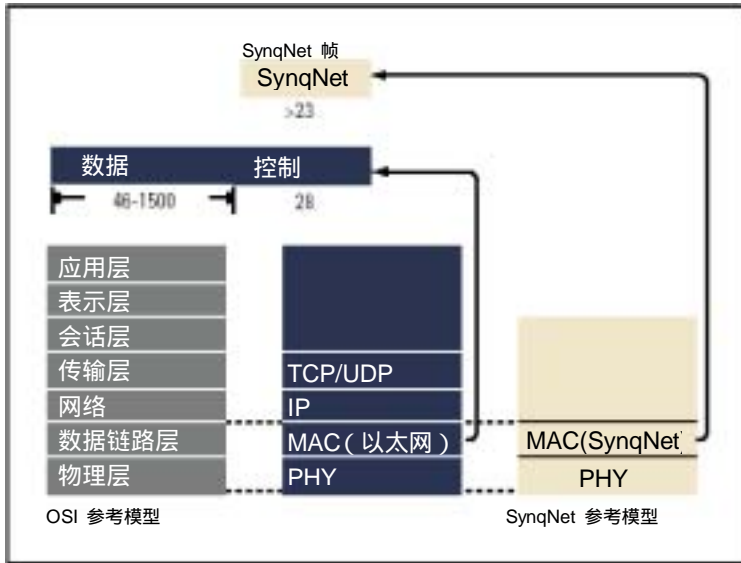 SynqNet 帧
SynqNet
>23
数据 控制
46-1500 28
应用层
表示层
会话层
传输层 TCP/UDP
网络 IP
数据链路层 MAC（以太网） MAC(SynqNet)
物理层 PHY PHY
OSI 参考模型 SynqNet 参考模型